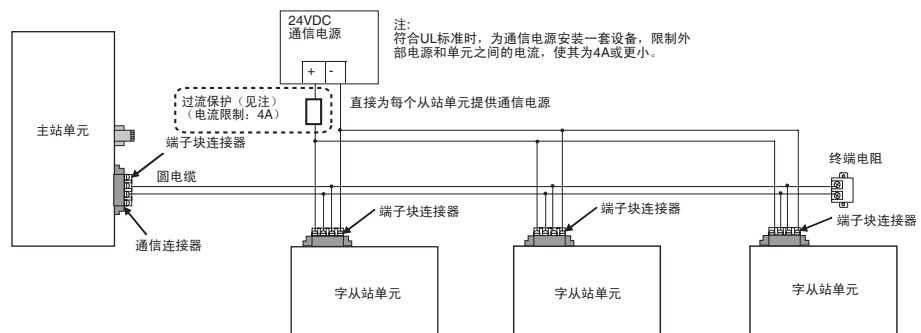 24VDC
通信电源
+ -
注:
符合UL标准时，为通信电源安装一套设备，限制外
部电源和单元之间的电流，使其为4A或更小。
过流保护（见注）
（电流限制：4A）
直接为每个从站单元提供通信电源
主站单元
端子块连接器
圆电缆
通信连接器
终端电阻
端子块连接器
端子块连接器
端子块连接器
字从站单元
字从站单元
字从站单元